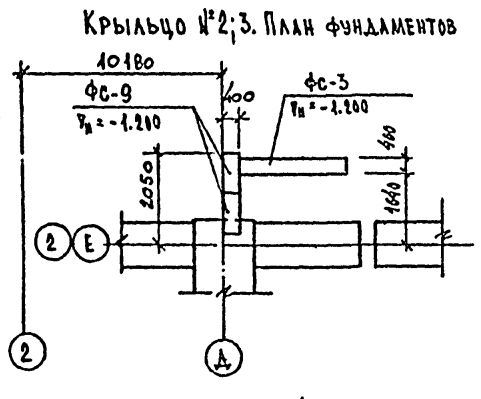 Крыльцо №2;3. План фундаментов
10180
ФС-9
∇н = -1.200
400
ФС-3
∇н = -1.200
2050
460
1640
2 Е
2
Д